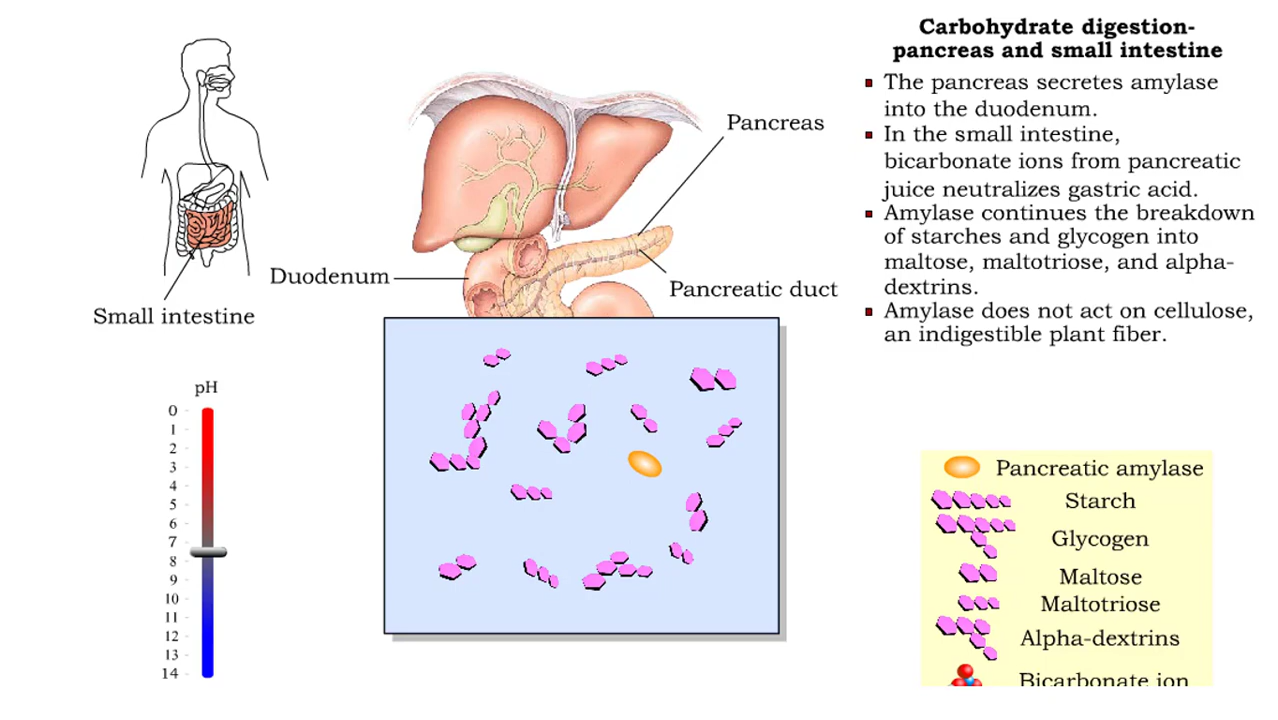 Carbohydrate digestion-
pancreas and small intestine
The pancreas secretes amylase
into the duodenum.
In the small intestine,
bicarbonate ions from pancreatic
juice neutralizes gastric acid.
Amylase continues the breakdown
of starches and glycogen into
maltose, maltotriose, and alpha-
dextrins.
Amylase does not act on cellulose,
an indigestible plant fiber.
Pancreas
Duodenum
Pancreatic duct
Small intestine
pH
0
1
2
3
4
5
6
7
8
9
10
11
12
13
14
Pancreatic amylase
Starch
Glycogen
Maltose
Maltotriose
Alpha-dextrins
Bicarbonate ion